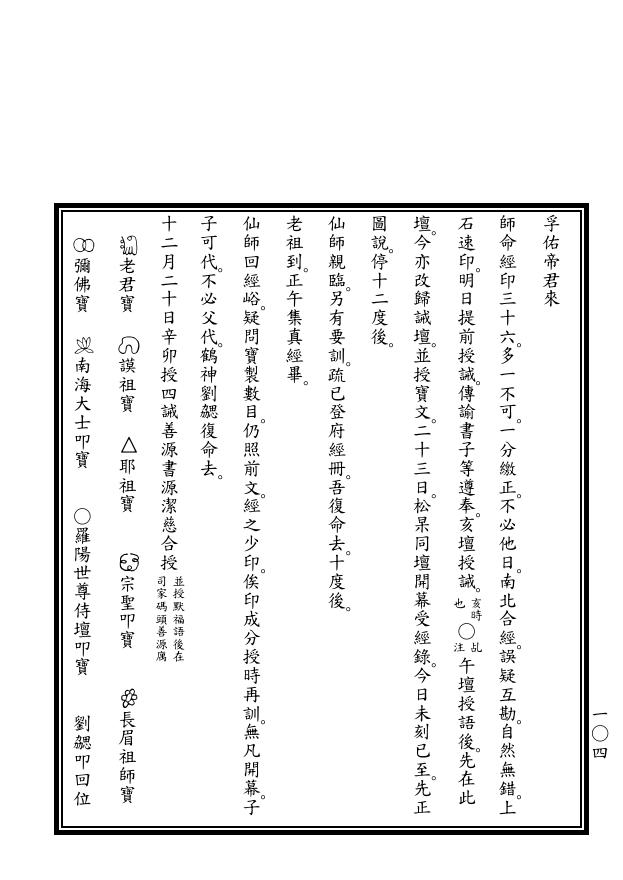 孚佑帝君來
師命經印三十六。多一不可。一分繳正。不必他日。南北合經。誤疑互勘。自然無錯。上
石速印。明日提前授誡。傳諭書子等遵奉。亥壇授誡。亥時也〇乩注午壇授語後。先在此
壇。今亦改歸誡壇。並授寶文。二十三日。松杲同壇開幕受經錄。今日未刻已至。先正
圖說。停十二度後。
仙師親臨。另有要訓。疏已登府經冊。吾復命去。十度後。
老祖到。正午集真經畢。
仙師回經峪。疑問寶製數目。仍照前文。經之少印。俟印成分授時再訓。無凡開幕。子
子可代。不必父代。鶴神劉勰復命去。
十二月二十日辛卯授四誡善源書源潔慈合授
並授默福語後在
司家碼頭善源廣
老君寶 謨祖寶 △耶祖寶 宗聖叩寶 長眉祖師寶
彌佛寶 南海大士叩寶 〇羅陽世尊侍壇叩寶 劉勰叩回位
一〇四